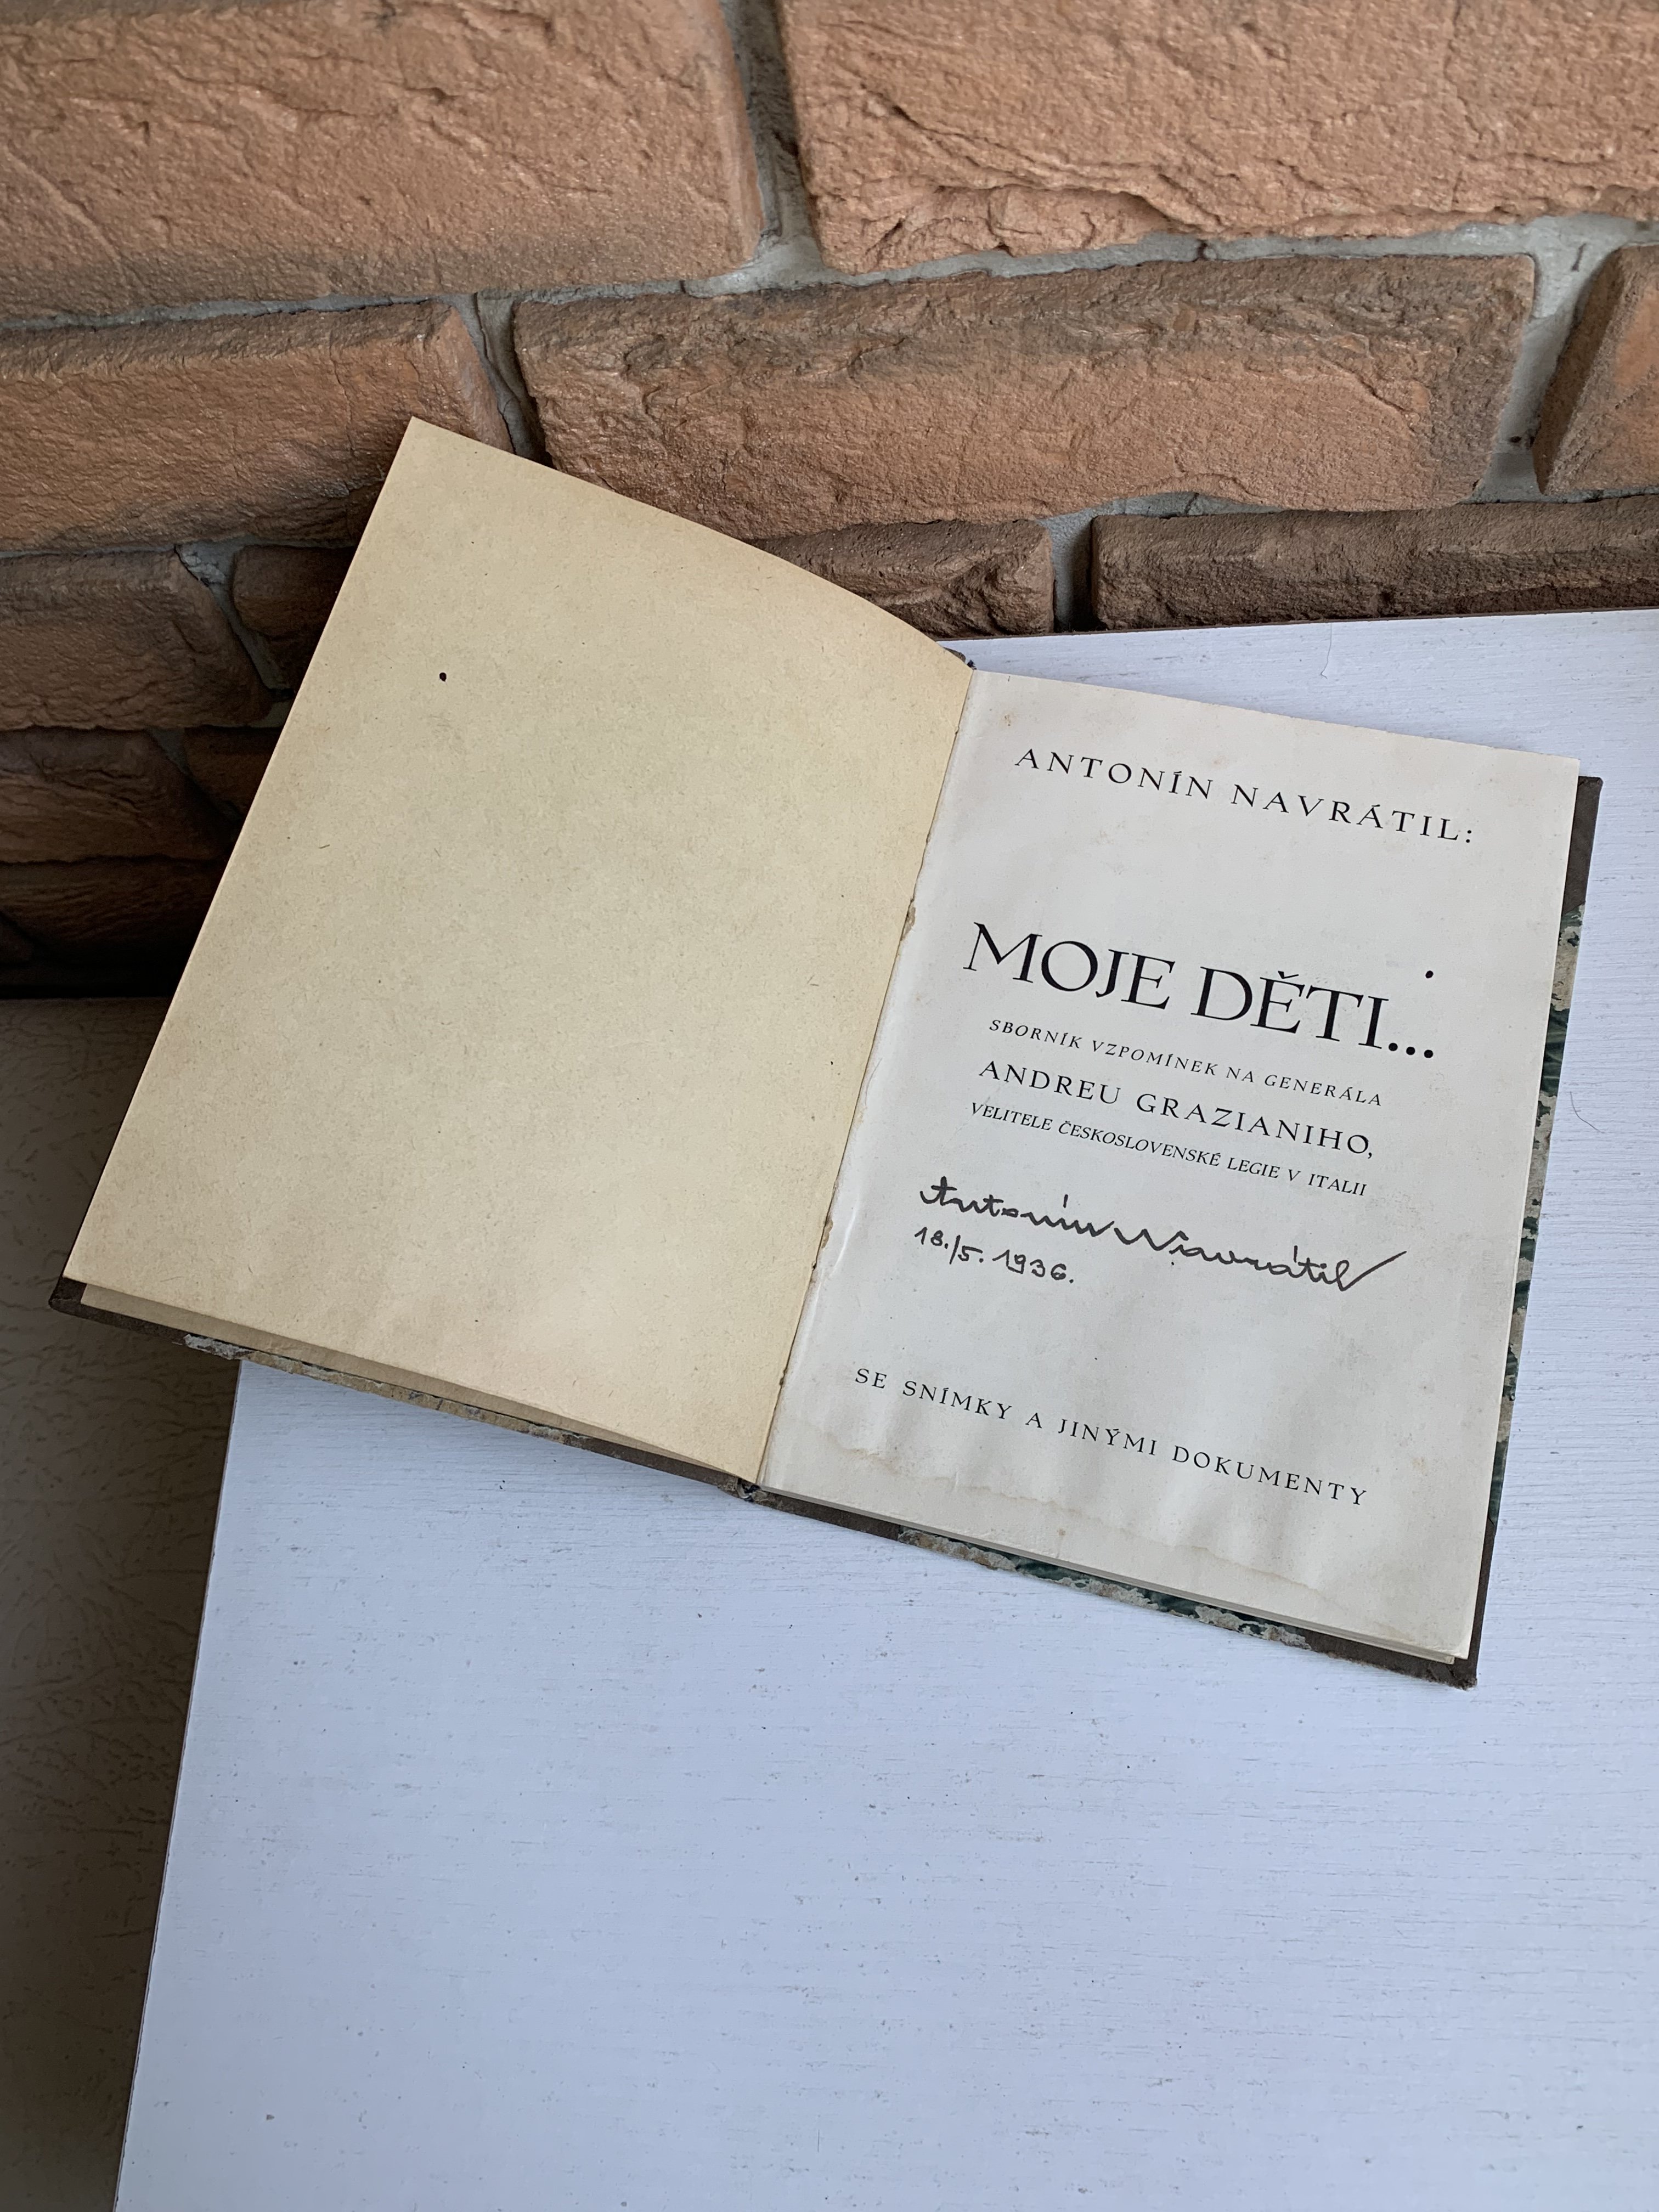 ANTONÍN NAVRÁTIL:
MOJE DĚTI...
SBORNÍK VZPOMÍNEK NA GENERÁLA
ANDREU GRAZIANIHO,
VELITELE ČESKOSLOVENSKÉ LEGIE V ITALII
Antonín Navrátil
18./5. 1936.
SE SNÍMKY A JINÝMI DOKUMENTY